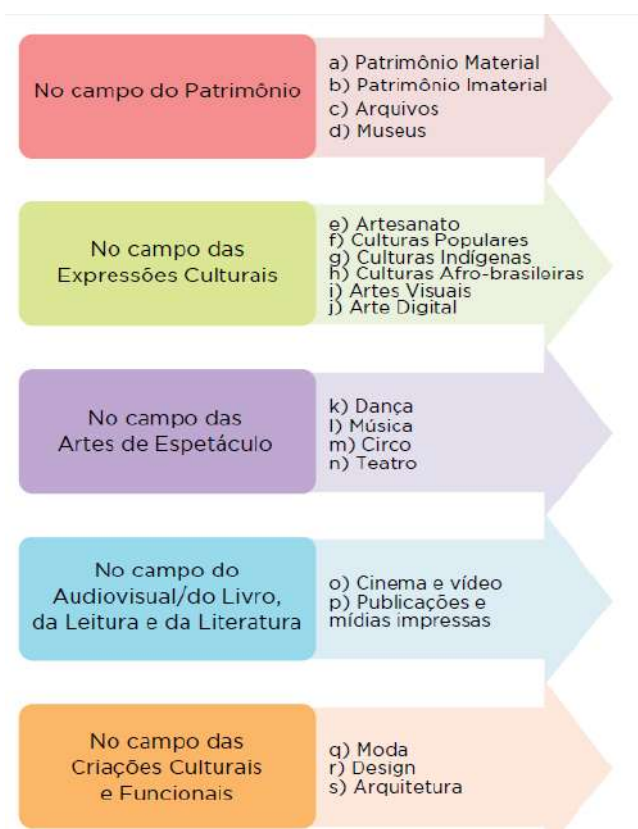 No campo do Patrimônio
a) Patrimônio Material
b) Patrimônio Imaterial
c) Arquivos
d) Museus
No campo das
Expressões Culturais
e) Artesanato
f) Culturas Populares
g) Culturas Indígenas
h) Culturas Afro-brasileiras
i) Artes Visuais
j) Arte Digital
No campo das
Artes de Espetáculo
k) Dança
l) Música
m) Circo
n) Teatro
No campo do
Audiovisual/do Livro,
da Leitura e da Literatura
o) Cinema e vídeo
p) Publicações e
mídias impressas
No campo das
Criações Culturais
e Funcionais
q) Moda
r) Design
s) Arquitetura